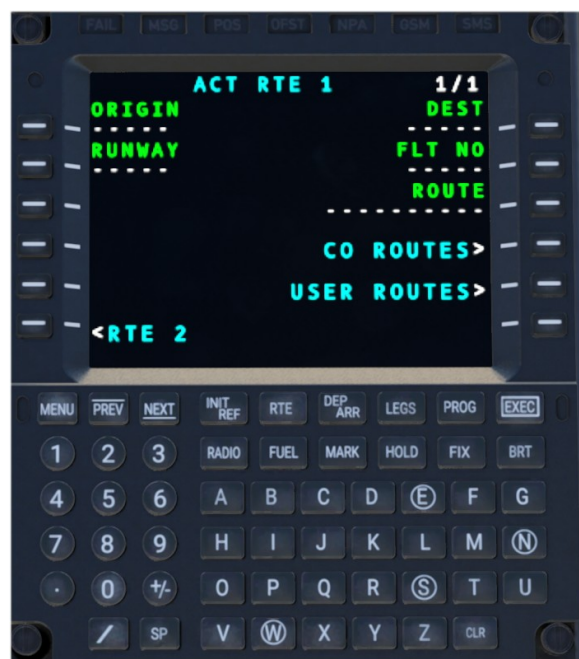 FAIL MSG POS OFST NPA GSM SMS
ACT RTE 1 1/1
ORIGIN DEST
-----  -----
RUNWAY FLT NO
-----  -----
ROUTE
----------
CO ROUTES>
USER ROUTES>
<RTE 2
MENU PREV NEXT INIT REF RTE DEP ARR LEGS PROG EXEC
1 2 3 RADIO FUEL MARK HOLD FIX BRT
4 5 6 A B C D E F G
7 8 9 H I J K L M N
. 0 +/- O P Q R S T U
/ SP V W X Y Z CLR